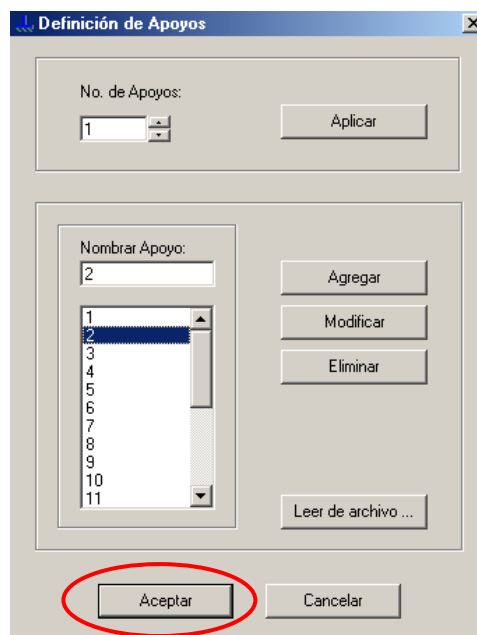 Definición de Apoyos
No. de Apoyos:
1
Aplicar
Nombrar Apoyo:
2
Agregar
1
2
3
4
5
6
7
8
9
10
11
Modificar
Eliminar
Leer de archivo ...
Aceptar
Cancelar